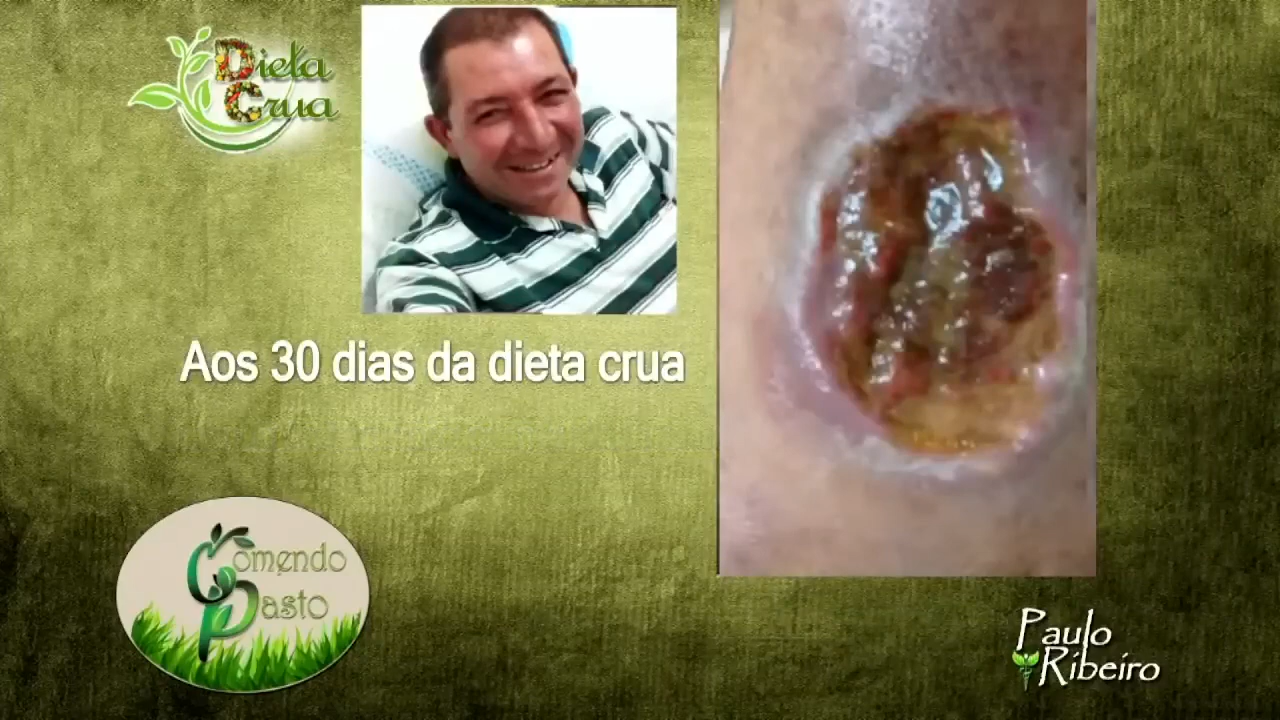 Dieta
Crua
Aos 30 dias da dieta crua
Comendo
Pasto
Paulo
Ribeiro